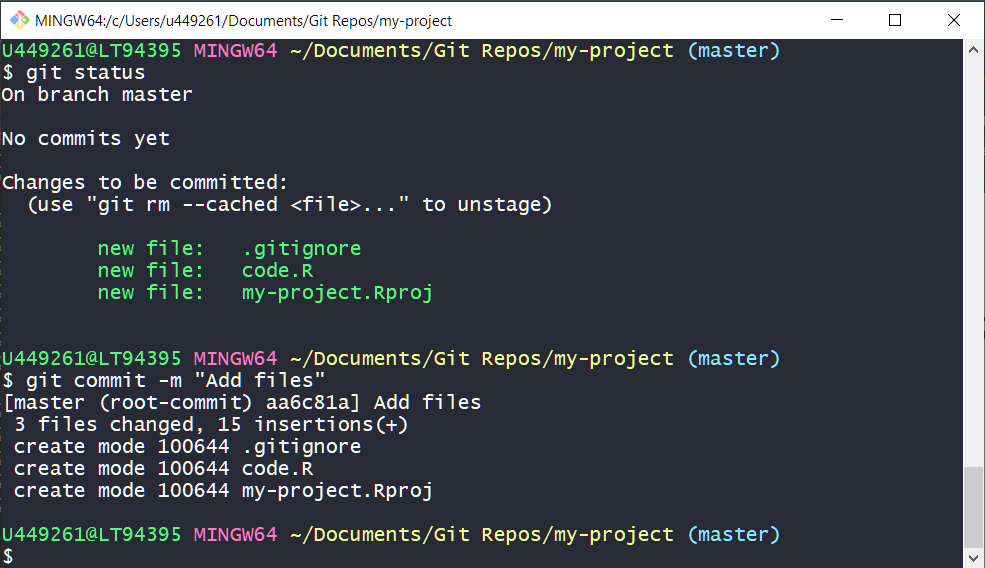 MINGW64:/c/Users/u449261/Documents/Git Repos/my-project
U449261@LT94395 MINGW64 ~/Documents/Git Repos/my-project (master)
$ git status
On branch master
No commits yet
Changes to be committed:
  (use "git rm --cached <file>..." to unstage)
        new file:   .gitignore
        new file:   code.R
        new file:   my-project.Rproj
U449261@LT94395 MINGW64 ~/Documents/Git Repos/my-project (master)
$ git commit -m "Add files"
[master (root-commit) aa6c81a] Add files
 3 files changed, 15 insertions(+)
 create mode 100644 .gitignore
 create mode 100644 code.R
 create mode 100644 my-project.Rproj
U449261@LT94395 MINGW64 ~/Documents/Git Repos/my-project (master)
$